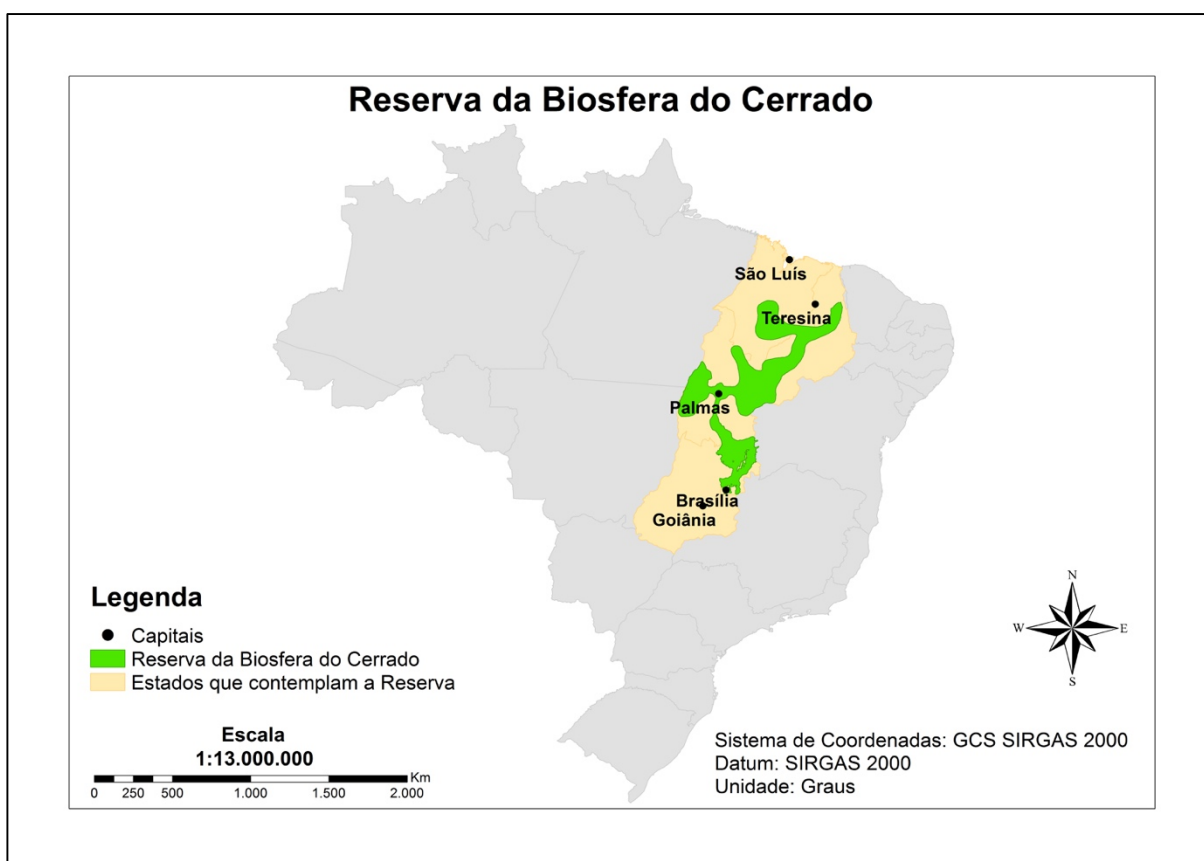 Reserva da Biosfera do Cerrado
São Luís
Teresina
Palmas
Brasília
Goiânia
Legenda
Capitais
Reserva da Biosfera do Cerrado
Estados que contemplam a Reserva
Escala
1:13.000.000
Km
0 250 500 1.000 1.500 2.000
N
W E
S
Sistema de Coordenadas: GCS SIRGAS 2000
Datum: SIRGAS 2000
Unidade: Graus